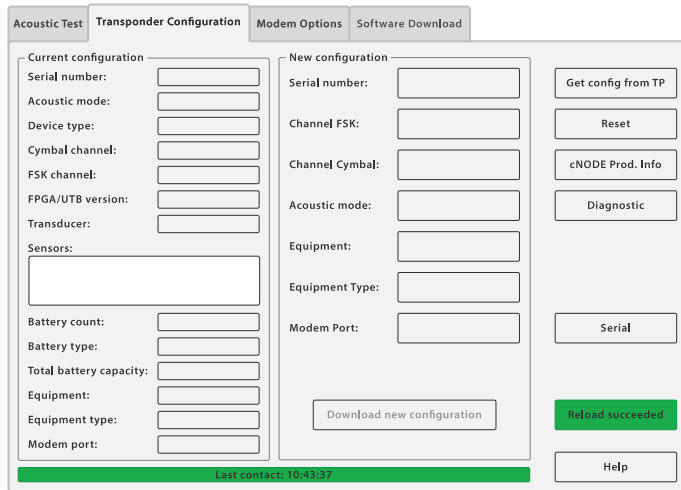 Acoustic Test
Transponder Configuration
Modem Options
Software Download
Current configuration
Serial number:
Acoustic mode:
Device type:
Cymbal channel:
FSK channel:
FPGA/UTB version:
Transducer:
Sensors:
Battery count:
Battery type:
Total battery capacity:
Equipment:
Equipment type:
Modem port:
New configuration
Serial number:
Channel FSK:
Channel Cymbal:
Acoustic mode:
Equipment:
Equipment Type:
Modem Port:
Download new configuration
Get config from TP
Reset
cNODE Prod. Info
Diagnostic
Serial
Reload succeeded
Help
Last contact: 10:43:37